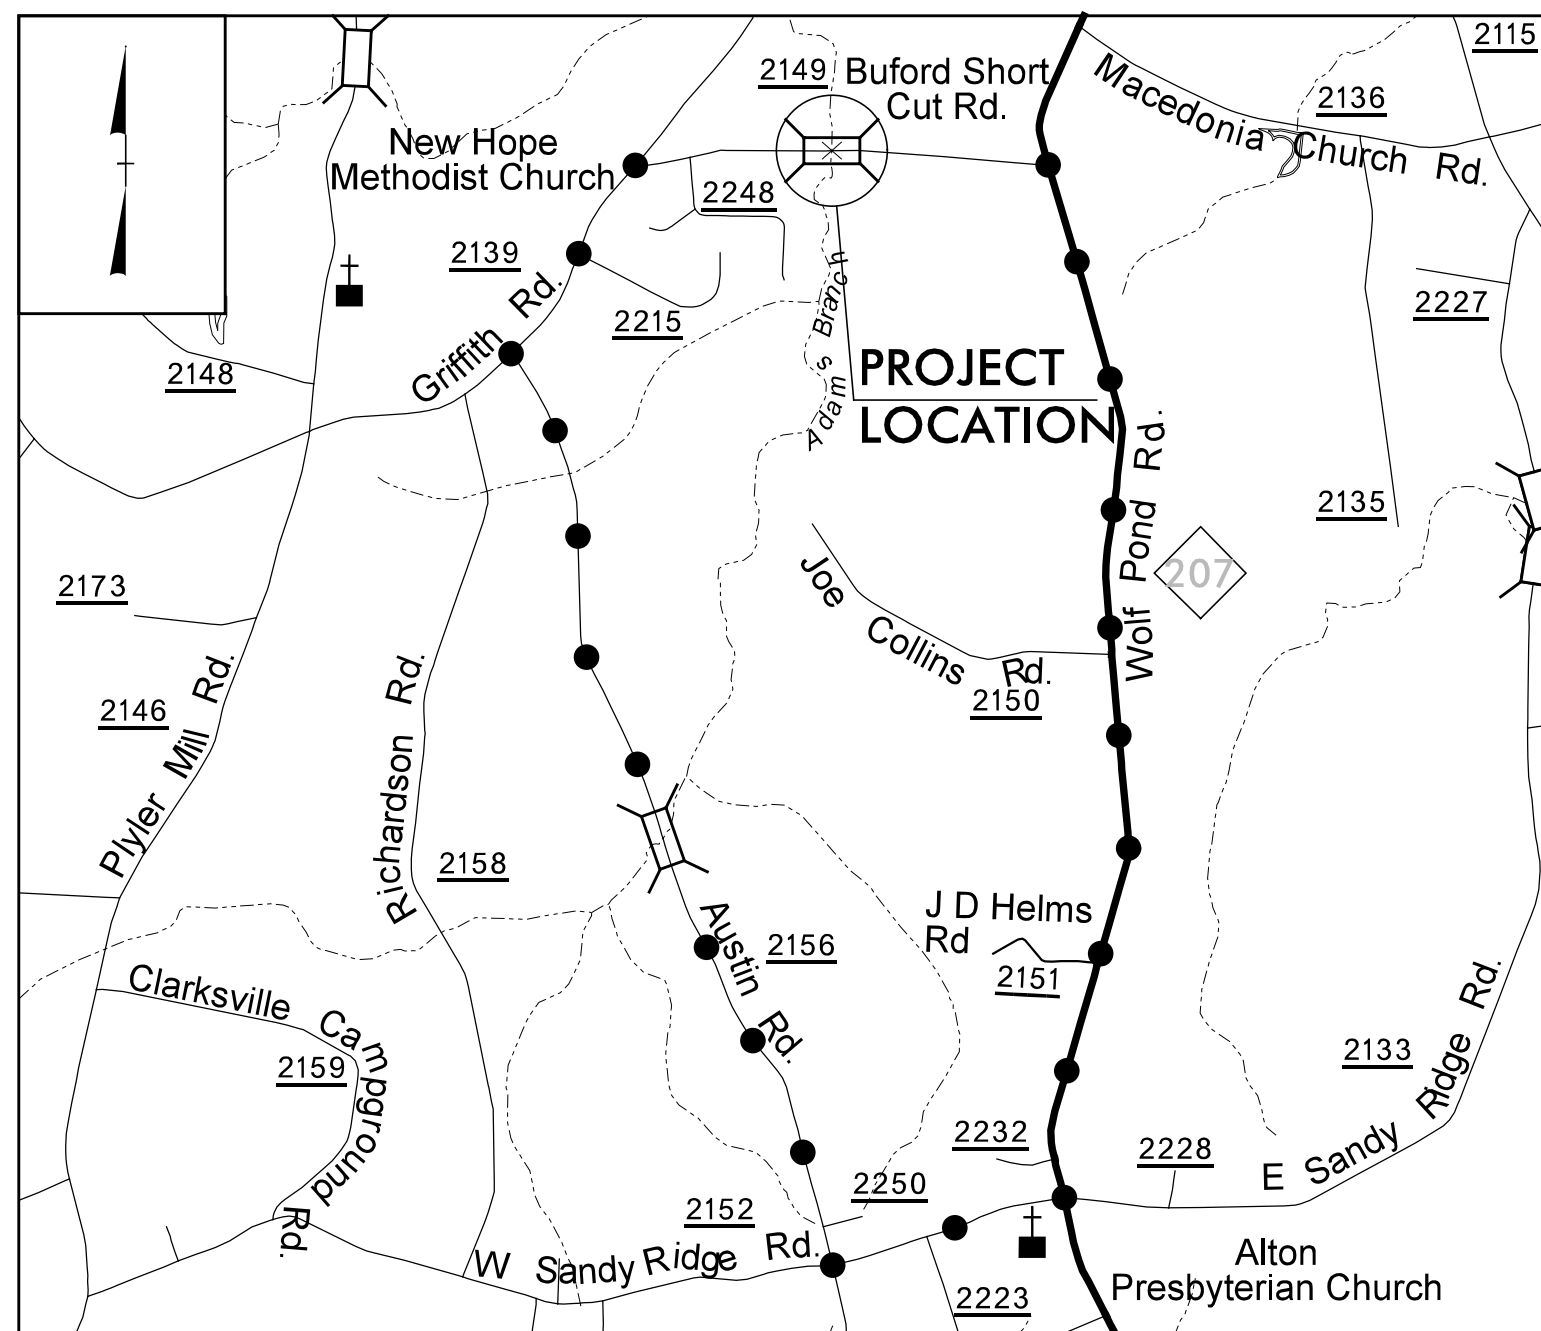 2115
2149
Buford Short
Cut Rd.
Macedonia Church Rd.
2136
New Hope
Methodist Church
2248
2139
Griffith Rd.
2215
Adams Branch
2227
2148
PROJECT
LOCATION
Wolf Pond Rd.
2135
207
2173
Joe Collins Rd.
2150
2146
Plyler Mill Rd.
Richardson Rd.
2158
J D Helms
Rd
2151
Austin Rd.
2156
Clarksville Campground Rd.
2159
2133
2232
2228
E Sandy Ridge Rd.
2250
2152
W Sandy Ridge Rd.
2223
Alton
Presbyterian Church